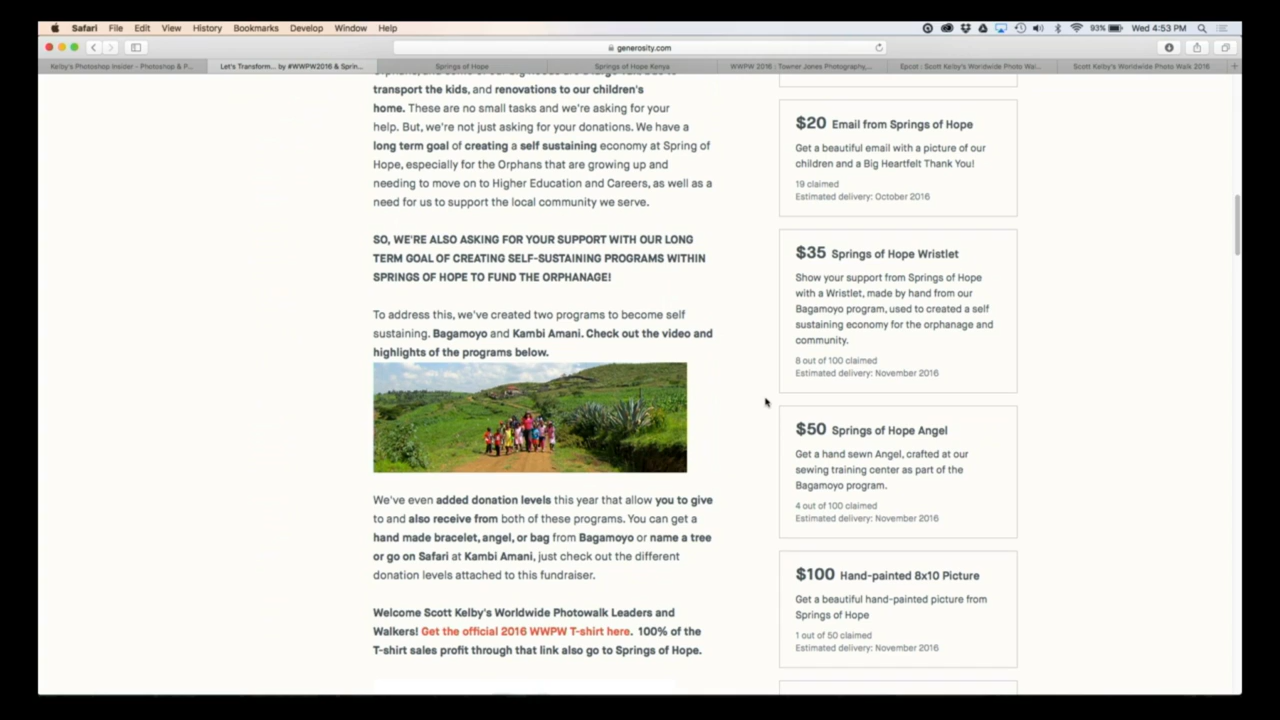 Safari File Edit View History Bookmarks Develop Window Help
93% Wed 4:53 PM
generosity.com
Kelby's Photoshop Insider - Photoshop & P...
Let's Transform... by #WWPW2016 & Sprin...
Springs of Hope
Springs of Hope Kenya
WWPW 2016 : Towner Jones Photography,...
Epcot : Scott Kelby's Worldwide Photo Wal...
Scott Kelby's Worldwide Photo Walk 2016
transport the kids, and renovations to our children's
home. These are no small tasks and we're asking for your
help. But, we're not just asking for your donations. We have a
long term goal of creating a self sustaining economy at Spring of
Hope, especially for the Orphans that are growing up and
needing to move on to Higher Education and Careers, as well as a
need for us to support the local community we serve.
SO, WE'RE ALSO ASKING FOR YOUR SUPPORT WITH OUR LONG
TERM GOAL OF CREATING SELF-SUSTAINING PROGRAMS WITHIN
SPRINGS OF HOPE TO FUND THE ORPHANAGE!
To address this, we've created two programs to become self
sustaining. Bagamoyo and Kambi Amani. Check out the video and
highlights of the programs below.
We've even added donation levels this year that allow you to give
to and also receive from both of these programs. You can get a
hand made bracelet, angel, or bag from Bagamoyo or name a tree
or go on Safari at Kambi Amani, just check out the different
donation levels attached to this fundraiser.
Welcome Scott Kelby's Worldwide Photowalk Leaders and
Walkers! Get the official 2016 WWPW T-shirt here. 100% of the
T-shirt sales profit through that link also go to Springs of Hope.
$20 Email from Springs of Hope
Get a beautiful email with a picture of our
children and a Big Heartfelt Thank You!
19 claimed
Estimated delivery: October 2016
$35 Springs of Hope Wristlet
Show your support from Springs of Hope
with a Wristlet, made by hand from our
Bagamoyo program, used to created a self
sustaining economy for the orphanage and
community.
8 out of 100 claimed
Estimated delivery: November 2016
$50 Springs of Hope Angel
Get a hand sewn Angel, crafted at our
sewing training center as part of the
Bagamoyo program.
4 out of 100 claimed
Estimated delivery: November 2016
$100 Hand-painted 8x10 Picture
Get a beautiful hand-painted picture from
Springs of Hope
1 out of 50 claimed
Estimated delivery: November 2016